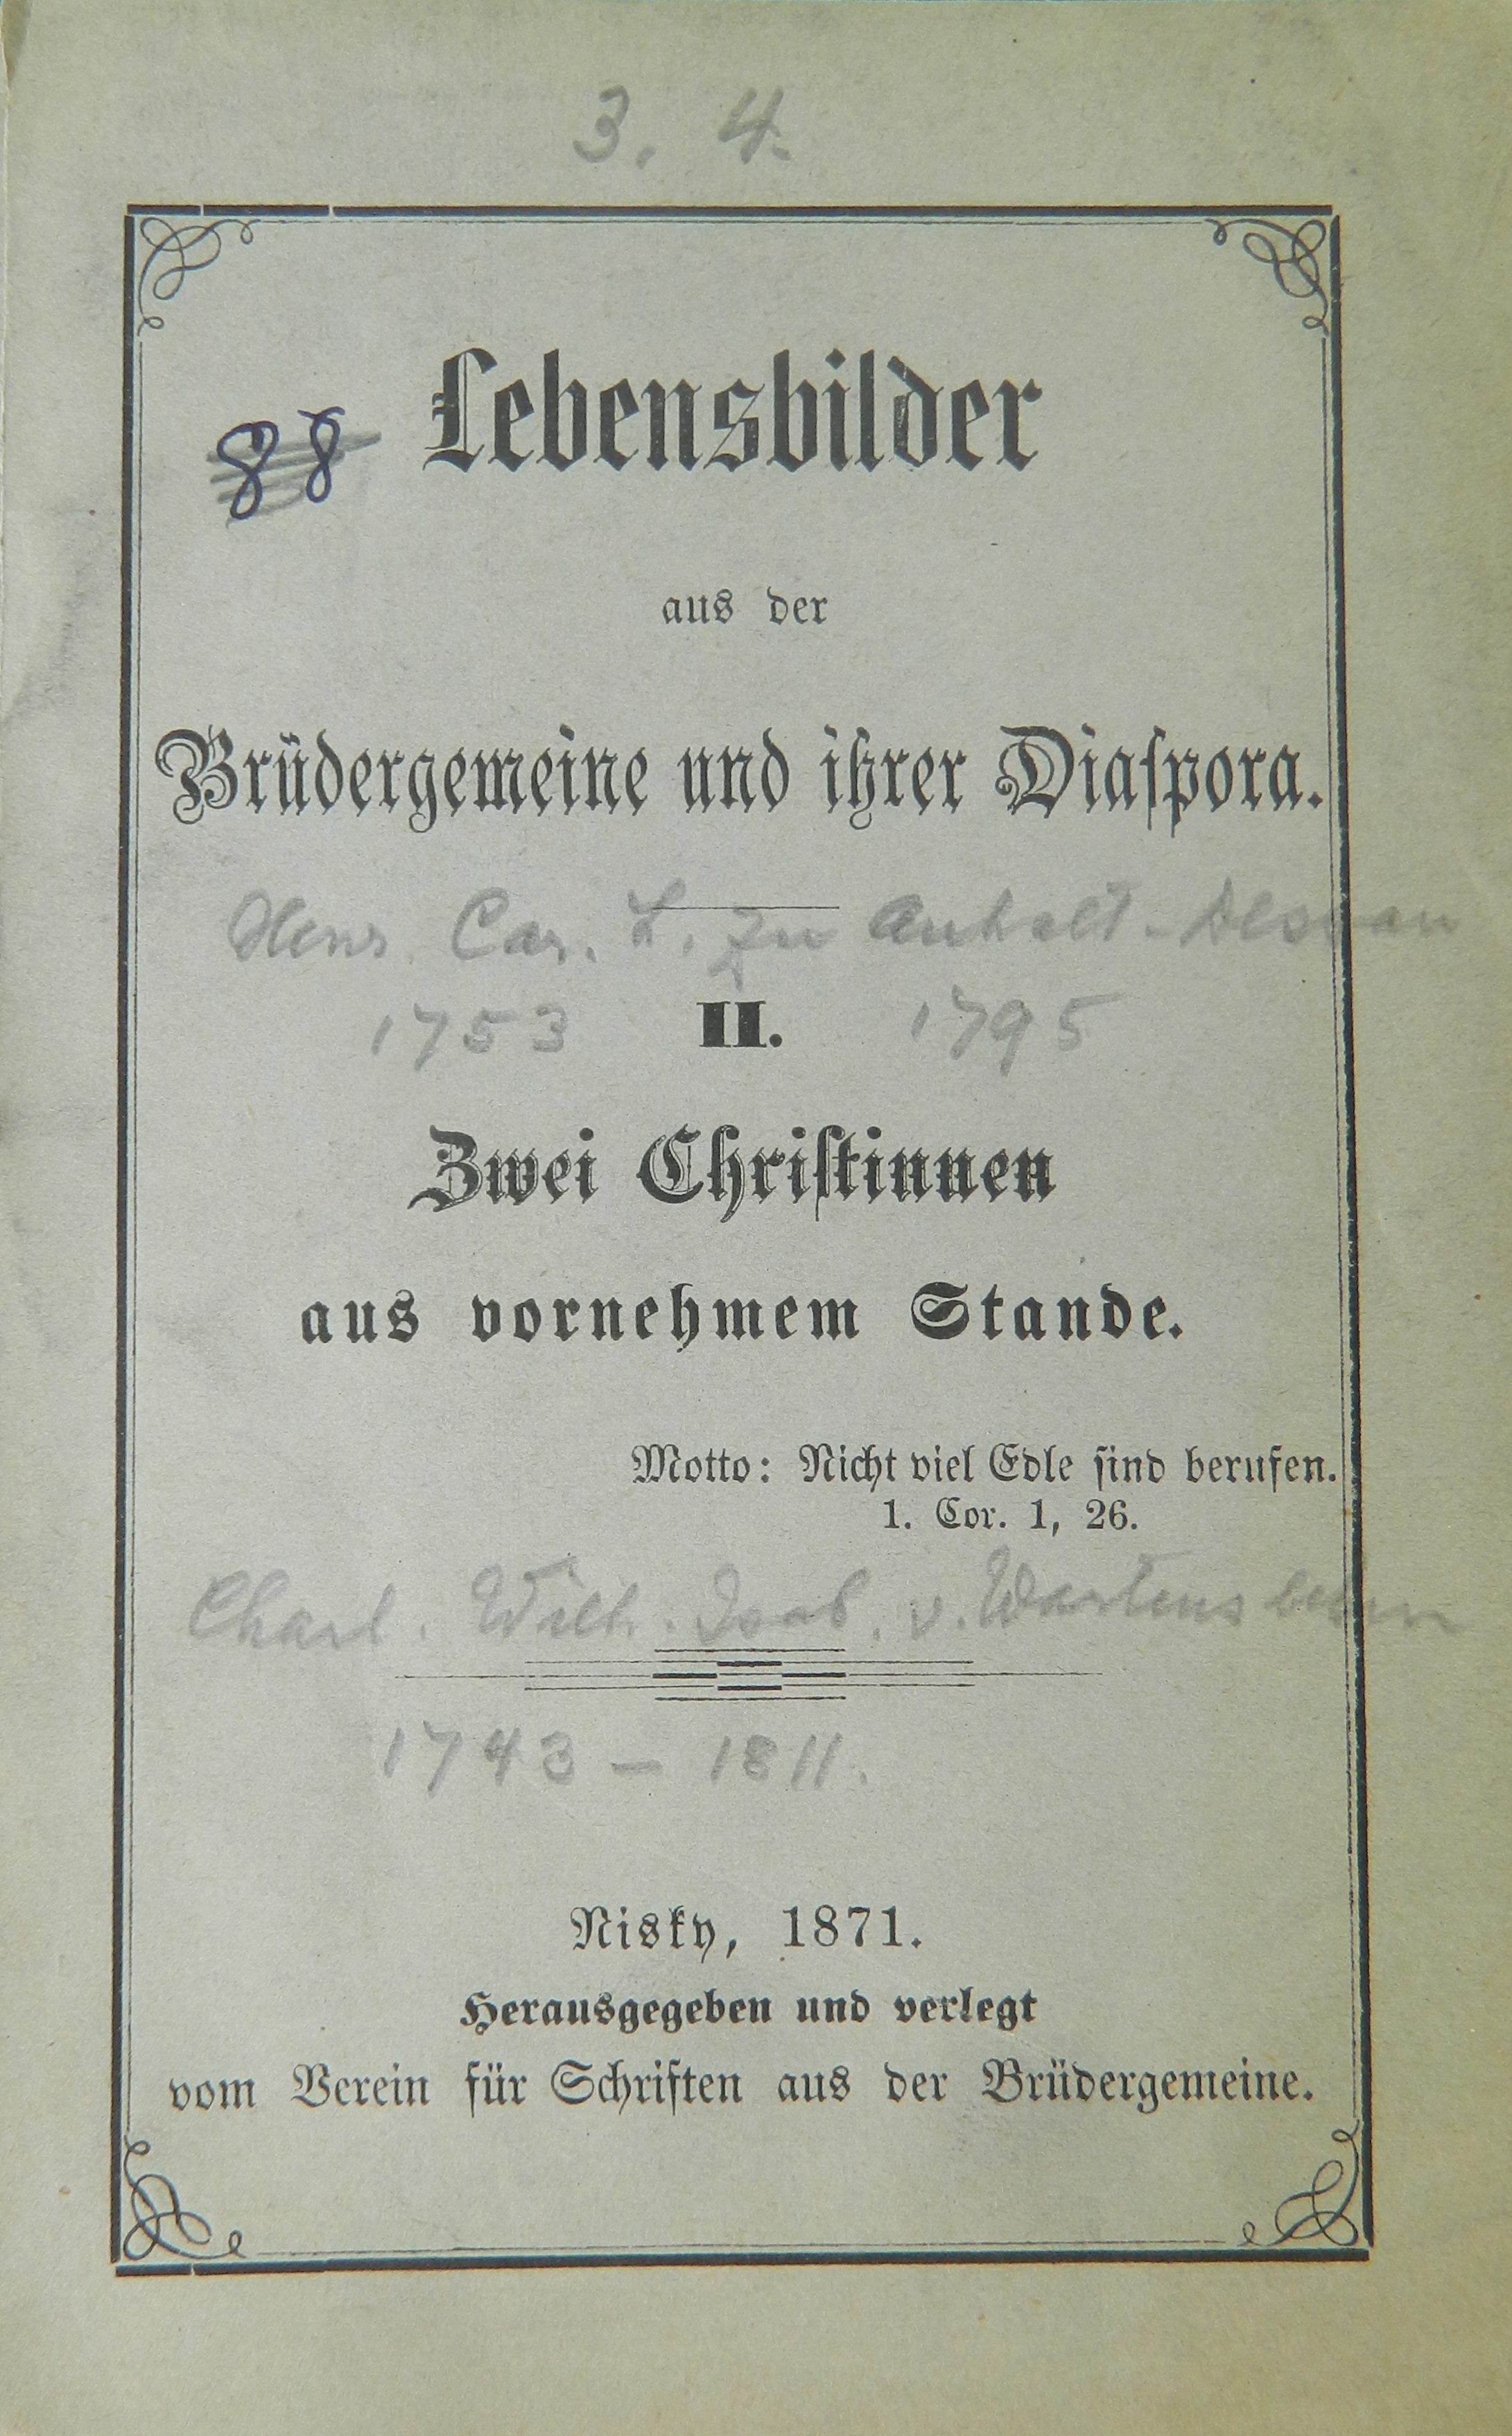 3. 4.
Lebensbilder
88
aus der
Brüdergemeine und ihrer Diaſpora.
Henr. Car. L. zu Anhalt-Dessau
1753 II. 1795
Zwei Chriſtinnen
aus vornehmem Stande.
Motto: Nicht viel Edle ſind berufen.
1. Cor. 1, 26.
Charl. Wilh. Isab. v. Wartensleben
1743 – 1811.
Nisky, 1871.
Herausgegeben und verlegt
vom Verein für Schriften aus der Brüdergemeine.